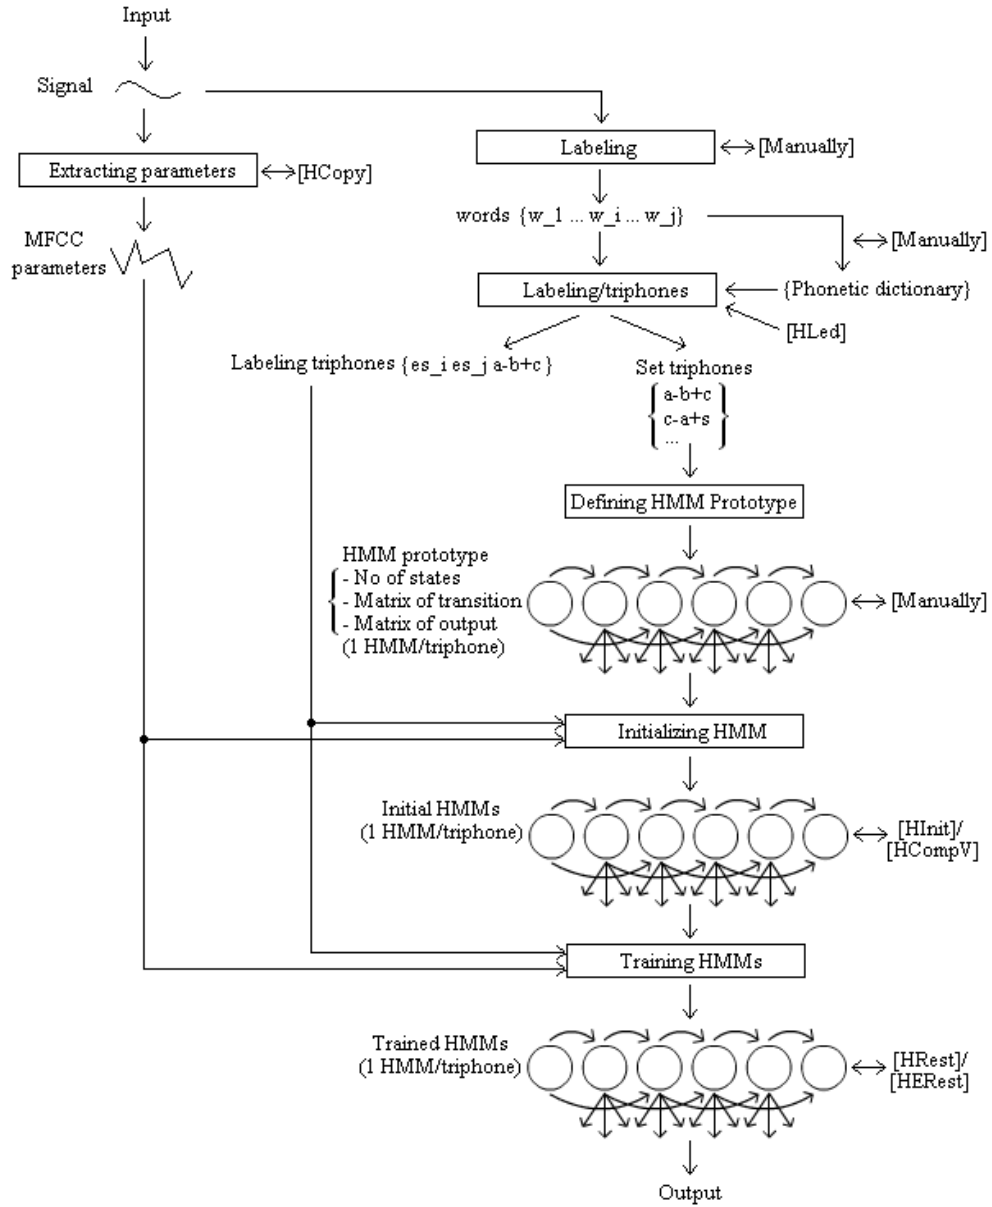 Input
Signal
Extracting parameters
[HCopy]
MFCC
parameters
Labeling
[Manually]
words {w_1 ... w_i ... w_j}
[Manually]
Labeling/triphones
{Phonetic dictionary}
[HLed]
Labeling triphones {es_i es_j a-b+c }
Set triphones
a-b+c
c-a+s
...
Defining HMM Prototype
HMM prototype
- No of states
- Matrix of transition
- Matrix of output
(1 HMM/triphone)
[Manually]
Initializing HMM
Initial HMMs
(1 HMM/triphone)
[HInit]/
[HCompV]
Training HMMs
Trained HMMs
(1 HMM/triphone)
[HRest]/
[HERest]
Output